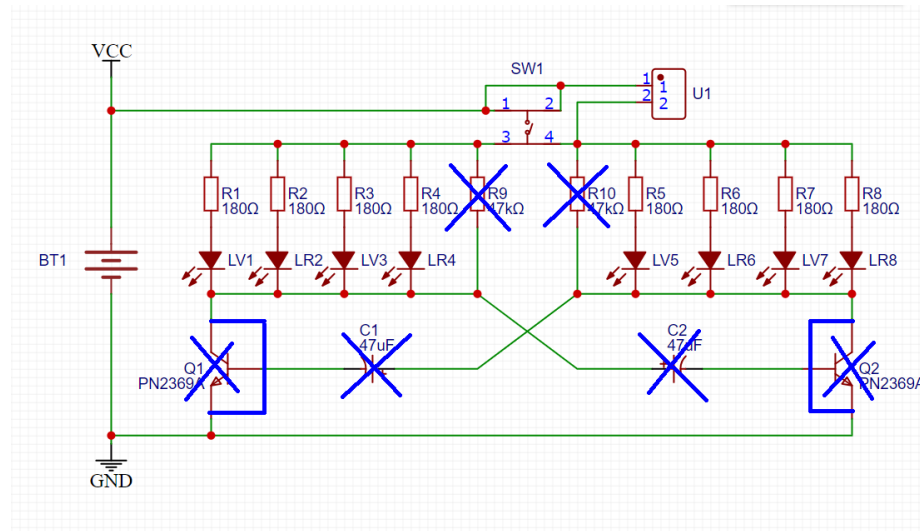 VCC
SW1
1 2
3 4
1
2
1
2
U1
R1
180Ω
R2
180Ω
R3
180Ω
R4
180Ω
R9
47kΩ
R10
47kΩ
R5
180Ω
R6
180Ω
R7
180Ω
R8
180Ω
BT1
LV1
LR2
LV3
LR4
LV5
LR6
LV7
LR8
C1
47uF
C2
47uF
Q1
PN2369A
Q2
PN2369A
GND